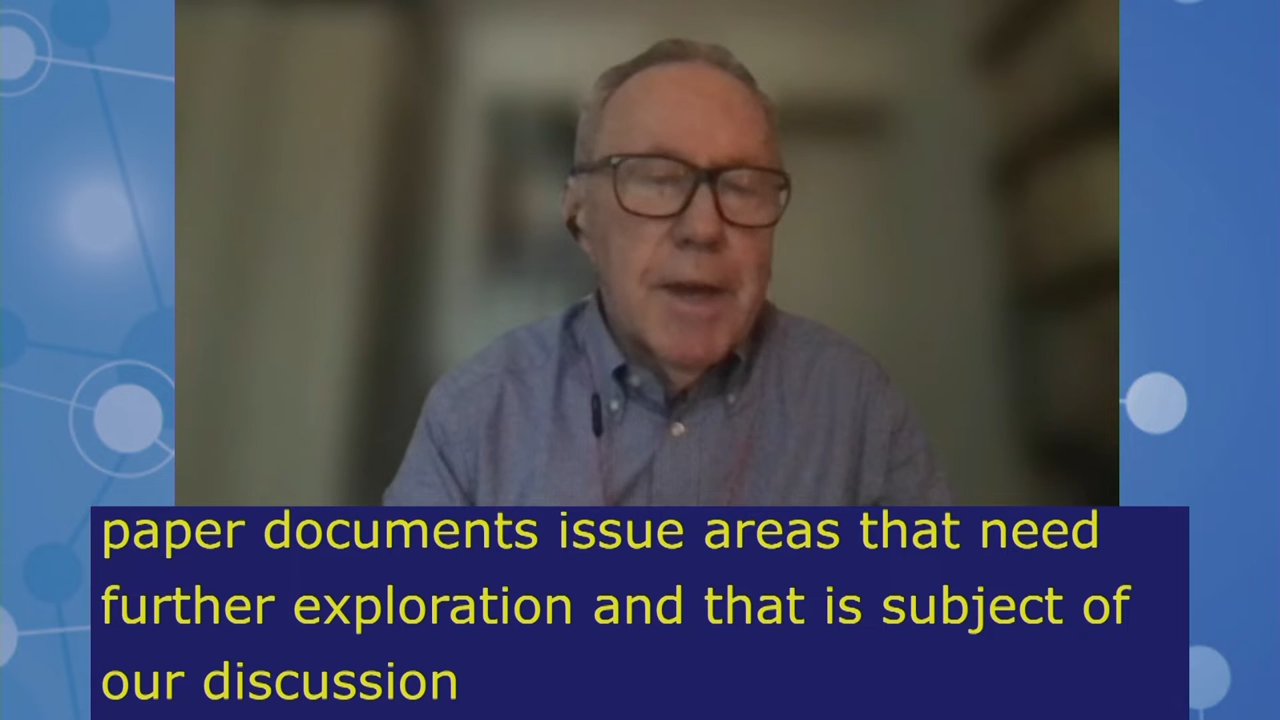 paper documents issue areas that need
further exploration and that is subject of
our discussion